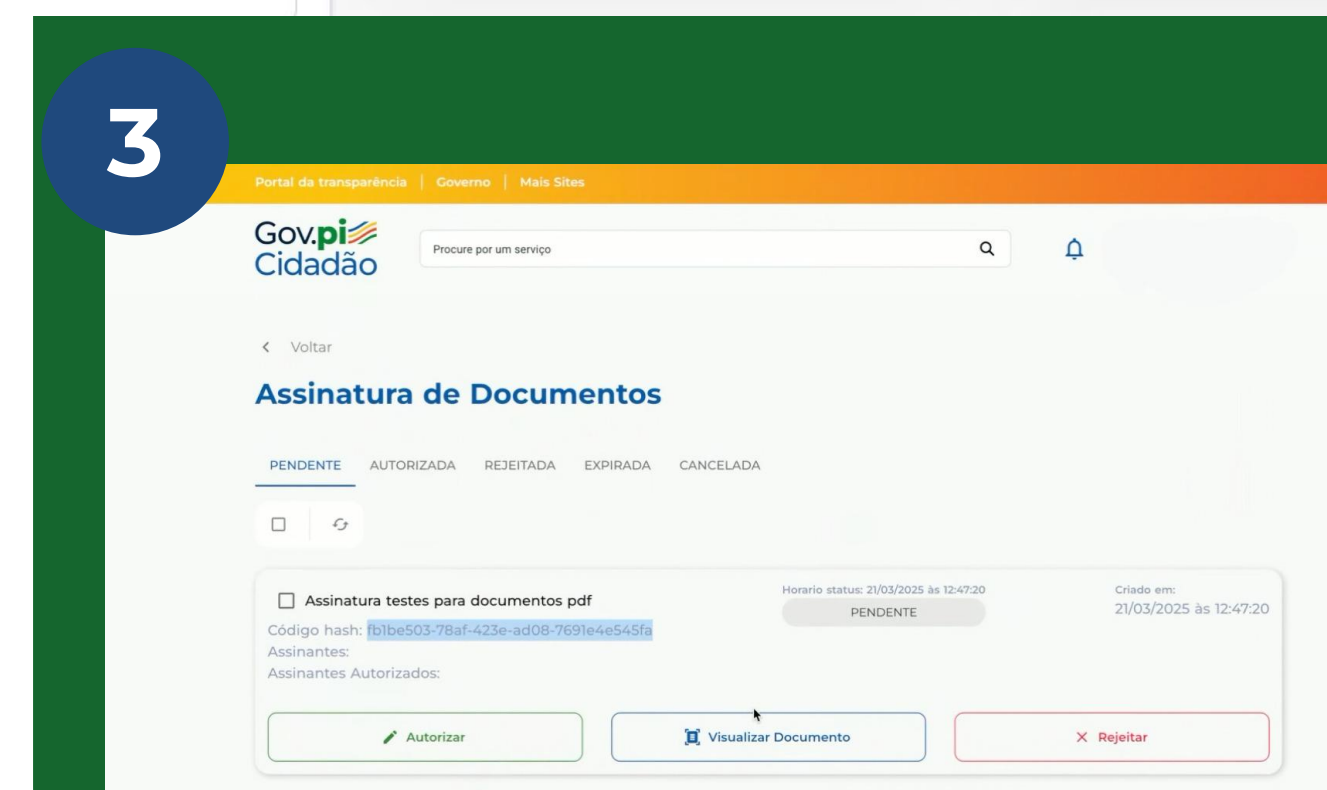 3
Portal da transparência | Governo | Mais Sites
Gov.pi
Cidadão
Procure por um serviço
Voltar
Assinatura de Documentos
PENDENTE AUTORIZADA REJEITADA EXPIRADA CANCELADA
Assinatura testes para documentos pdf
Horario status: 21/03/2025 às 12:47:20
PENDENTE
Criado em:
21/03/2025 às 12:47:20
Código hash: fb1be503-78af-423e-ad08-7691e4e545fa
Assinantes:
Assinantes Autorizados:
Autorizar
Visualizar Documento
Rejeitar